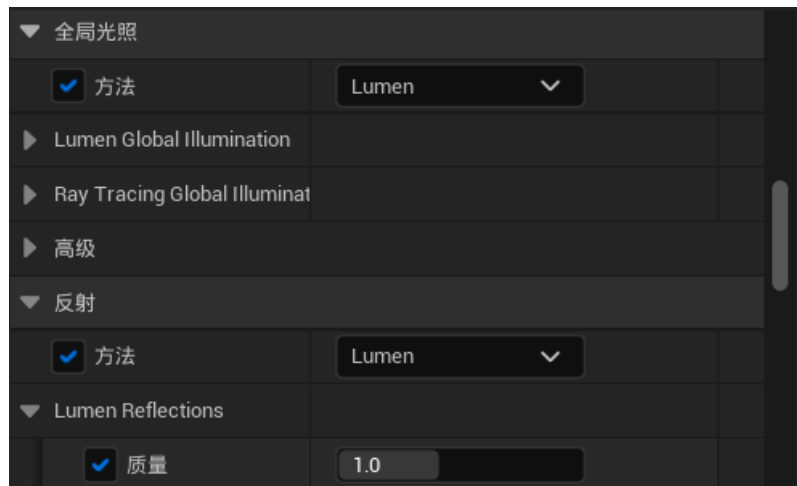 全局光照
方法 Lumen
Lumen Global Illumination
Ray Tracing Global Illuminat
高级
反射
方法 Lumen
Lumen Reflections
质量 1.0